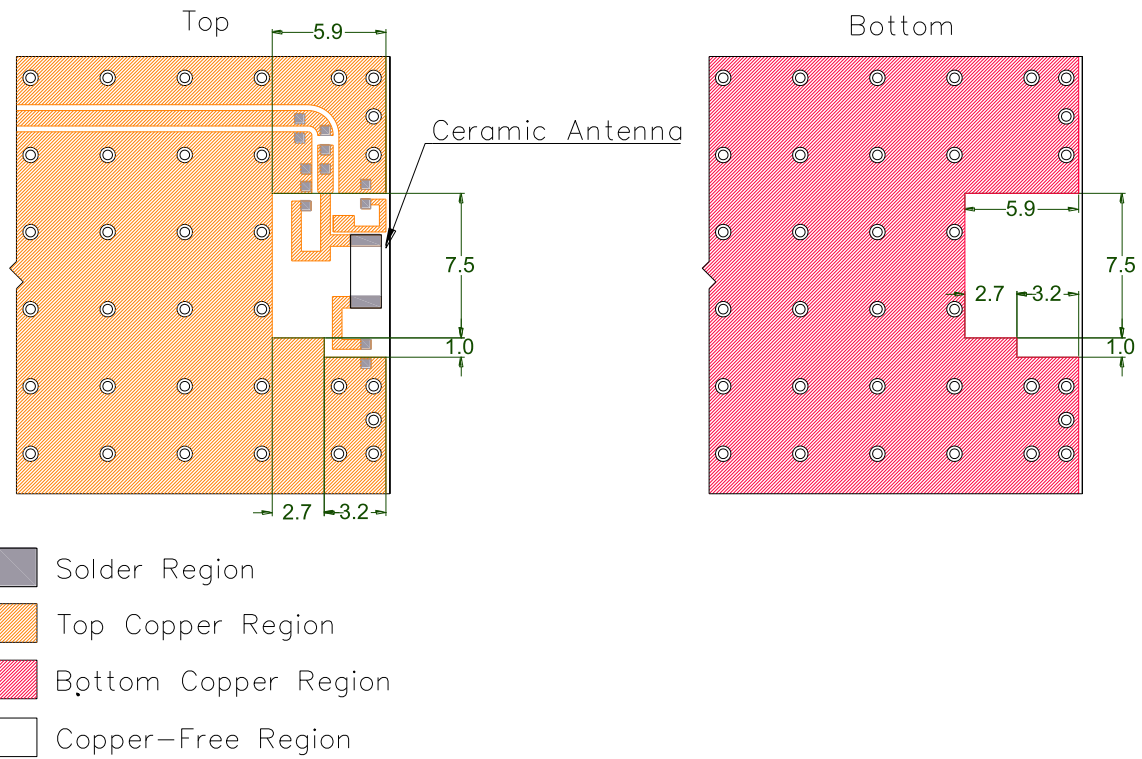 Top
Bottom
5.9
Ceramic Antenna
7.5
1.0
2.7
3.2
5.9
7.5
2.7
3.2
1.0
Solder Region
Top Copper Region
Bottom Copper Region
Copper-Free Region